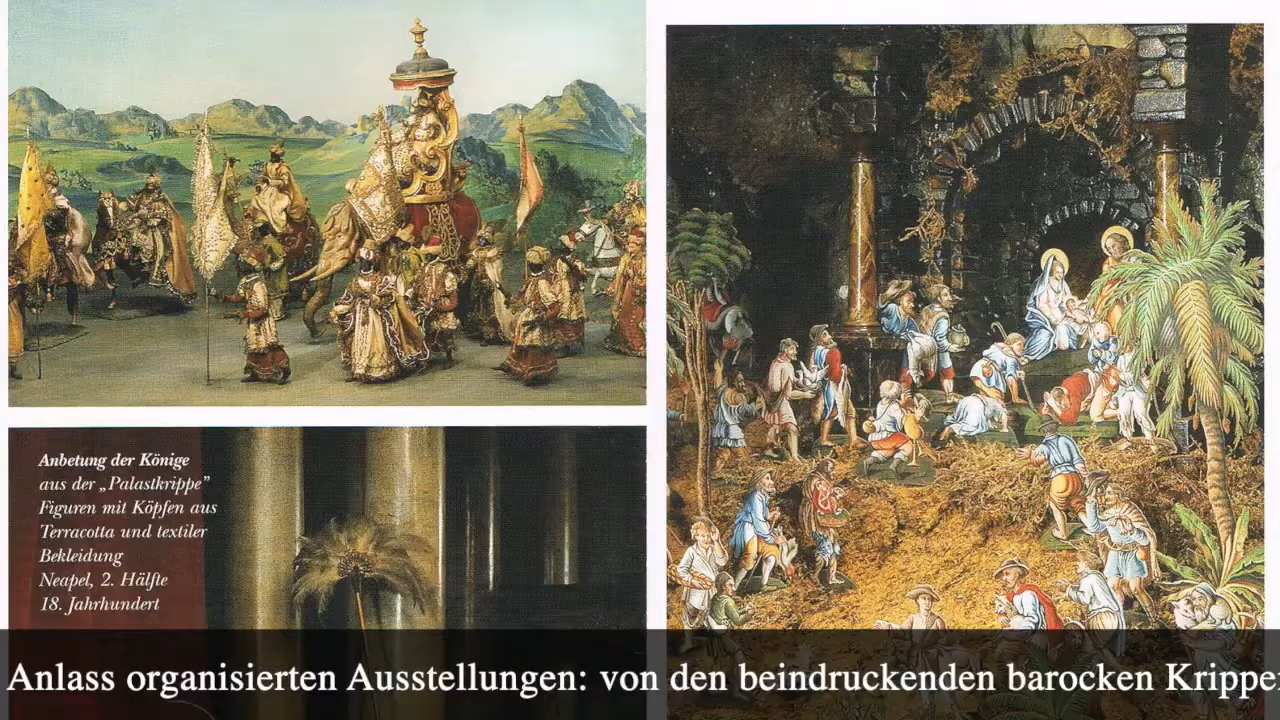 Anbetung der Könige
aus der „Palastkrippe”
Figuren mit Köpfen aus
Terracotta und textiler
Bekleidung
Neapel, 2. Hälfte
18. Jahrhundert
Anlass organisierten Ausstellungen: von den beindruckenden barocken